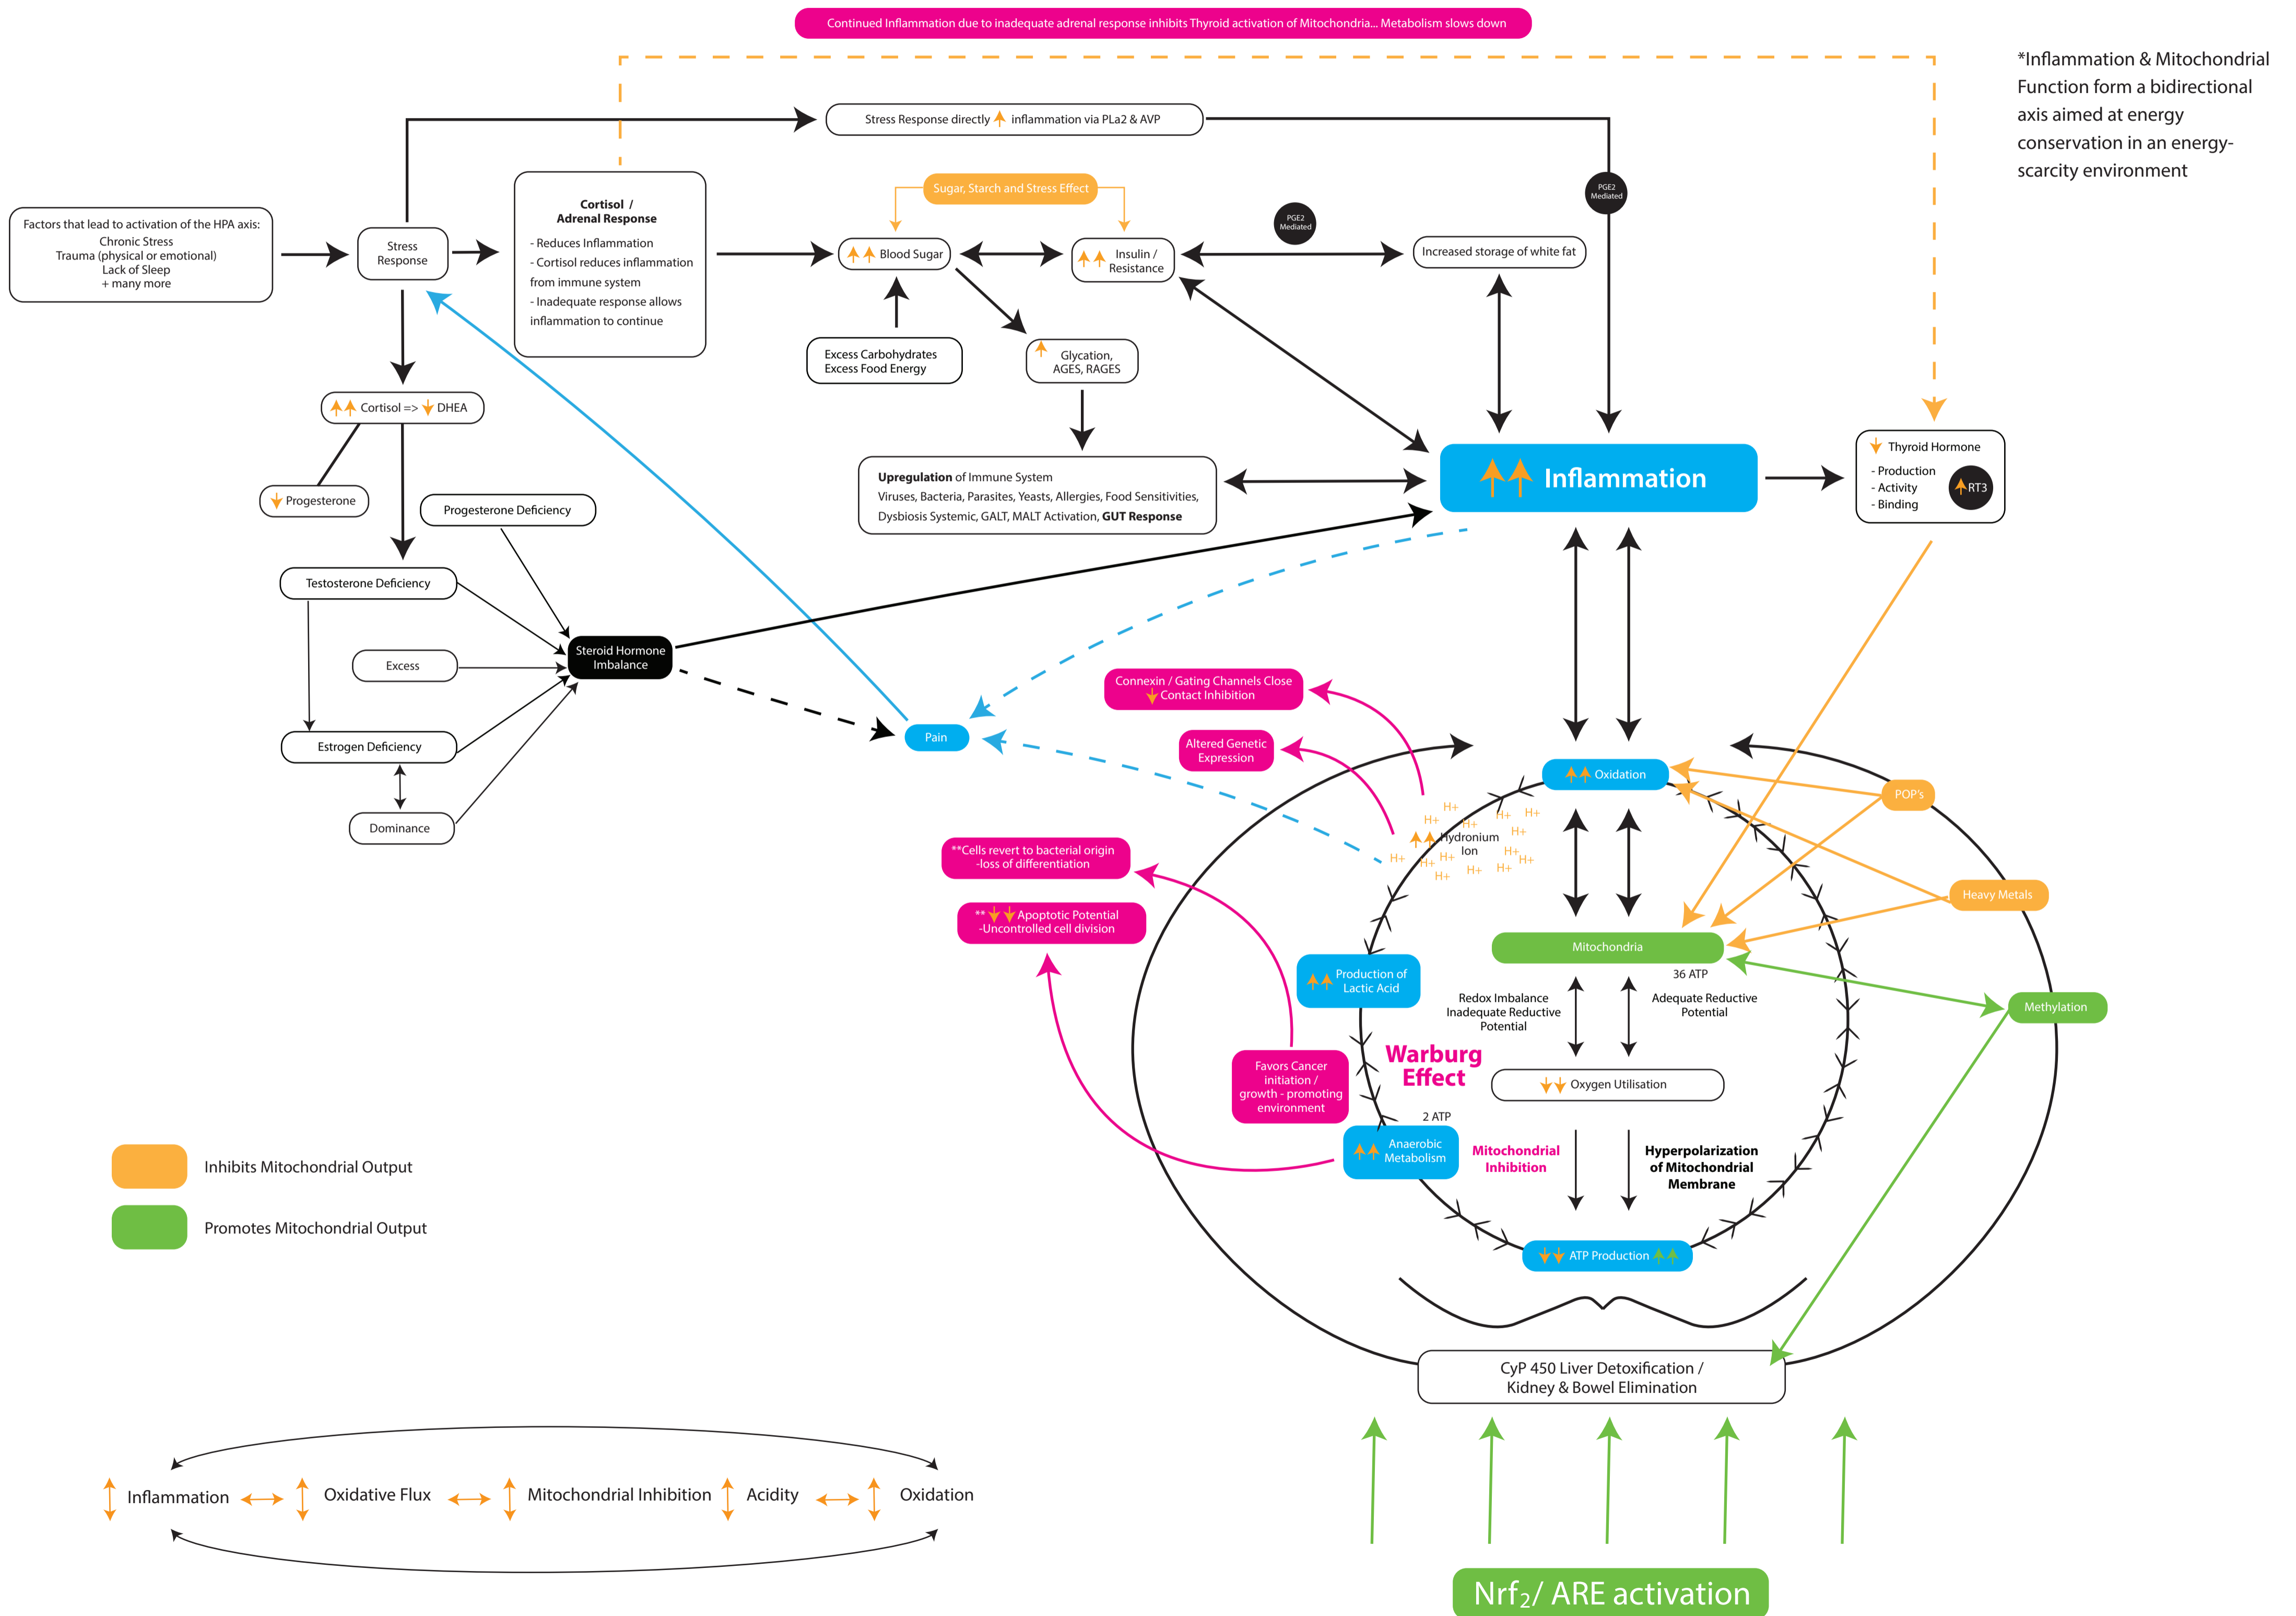 Continued Inflammation due to inadequate adrenal response inhibits Thyroid activation of Mitochondria... Metabolism slows down
*Inflammation & Mitochondrial
Function form a bidirectional
axis aimed at energy
conservation in an energy-
scarcity environment
Stress Response directly inflammation via PLa2 & AVP
Factors that lead to activation of the HPA axis:
Chronic Stress
Trauma (physical or emotional)
Lack of Sleep
+ many more
Stress
Response
Cortisol /
Adrenal Response
- Reduces Inflammation
- Cortisol reduces inflammation
from immune system
- Inadequate response allows
inflammation to continue
Sugar, Starch and Stress Effect
Blood Sugar
Insulin /
Resistance
PGE2
Mediated
Increased storage of white fat
PGE2
Mediated
Excess Carbohydrates
Excess Food Energy
Glycation,
AGES, RAGES
Cortisol => DHEA
Progesterone
Progesterone Deficiency
Upregulation of Immune System
Viruses, Bacteria, Parasites, Yeasts, Allergies, Food Sensitivities,
Dysbiosis Systemic, GALT, MALT Activation, GUT Response
Inflammation
Thyroid Hormone
- Production
- Activity
- Binding
RT3
Testosterone Deficiency
Excess
Steroid Hormone
Imbalance
Estrogen Deficiency
Dominance
Pain
Connexin / Gating Channels Close
Contact Inhibition
Altered Genetic
Expression
Oxidation
POP's
H+
H+
H+
H+
H+
H+
Hydronium
Ion
H+
H+
H+
H+
H+
H+
H+
H+
**Cells revert to bacterial origin
-loss of differentiation
Heavy Metals
** Apoptotic Potential
-Uncontrolled cell division
Mitochondria
36 ATP
Production of
Lactic Acid
Redox Imbalance
Inadequate Reductive
Potential
Adequate Reductive
Potential
Methylation
Warburg
Effect
Favors Cancer
initiation /
growth - promoting
environment
Oxygen Utilisation
2 ATP
Anaerobic
Metabolism
Mitochondrial
Inhibition
Hyperpolarization
of Mitochondrial
Membrane
Inhibits Mitochondrial Output
Promotes Mitochondrial Output
ATP Production
CyP 450 Liver Detoxification /
Kidney & Bowel Elimination
Inflammation Oxidative Flux Mitochondrial Inhibition Acidity Oxidation
Nrf2/ ARE activation